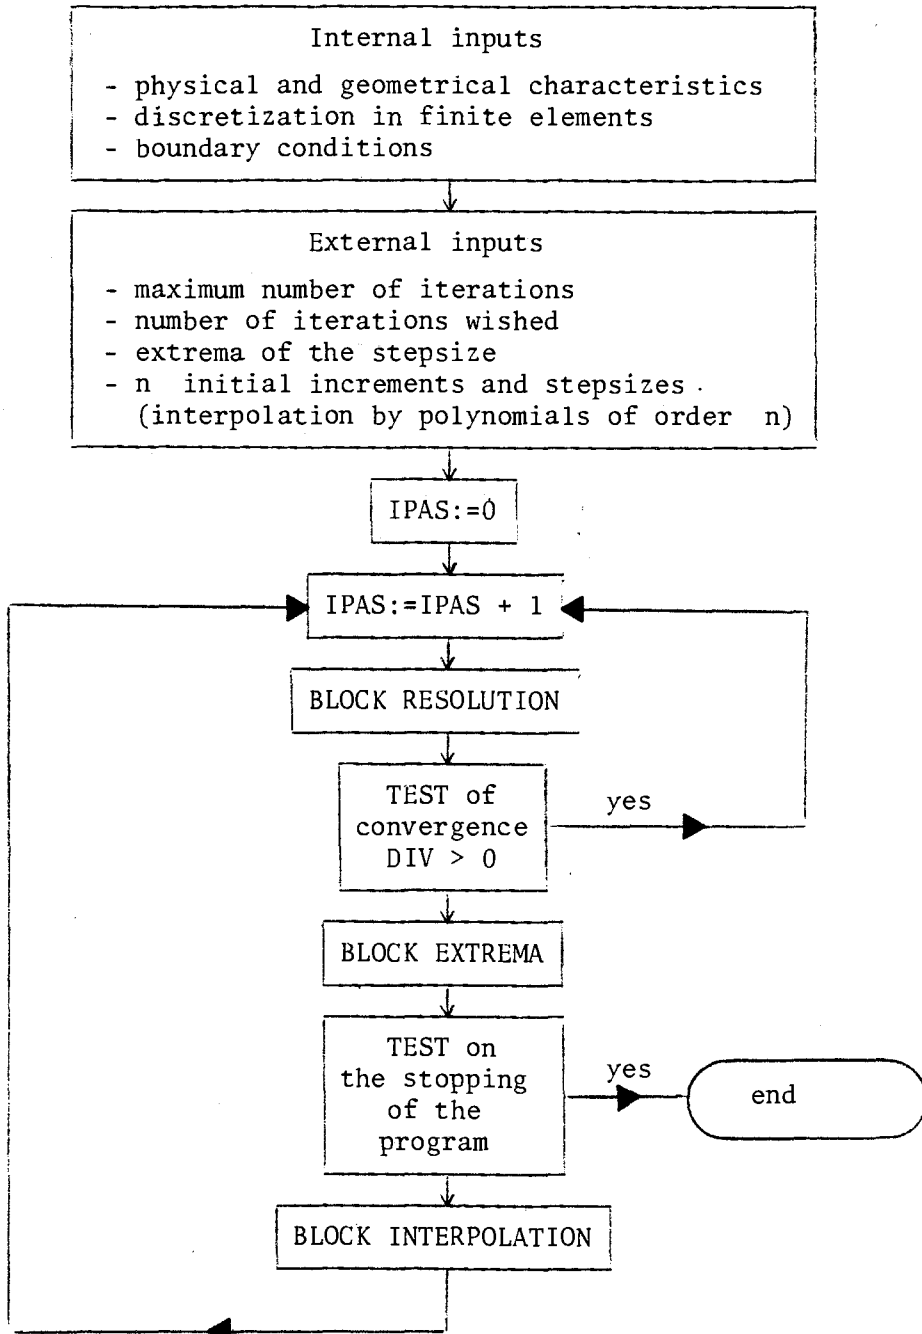 Internal inputs
- physical and geometrical characteristics
- discretization in finite elements
- boundary conditions
External inputs
- maximum number of iterations
- number of iterations wished
- extrema of the stepsize
- n initial increments and stepsizes .
(interpolation by polynomials of order n)
IPAS:=0
IPAS:=IPAS + 1
BLOCK RESOLUTION
TEST of
convergence
DIV > 0
yes
BLOCK EXTREMA
TEST on
the stopping
of the
program
yes
end
BLOCK INTERPOLATION